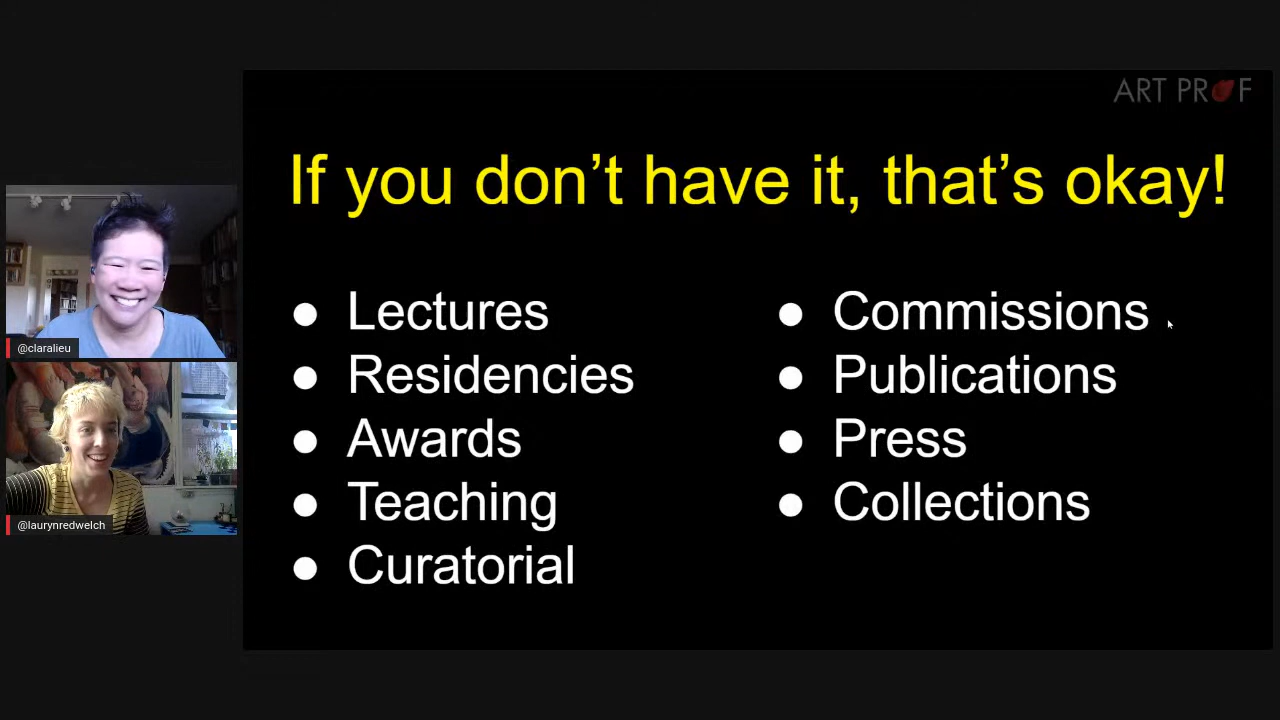 ART PROF
If you don't have it, that's okay!
● Lectures
● Residencies
● Awards
● Teaching
● Curatorial
● Commissions
● Publications
● Press
● Collections
@claralieu
@laurynredwelch